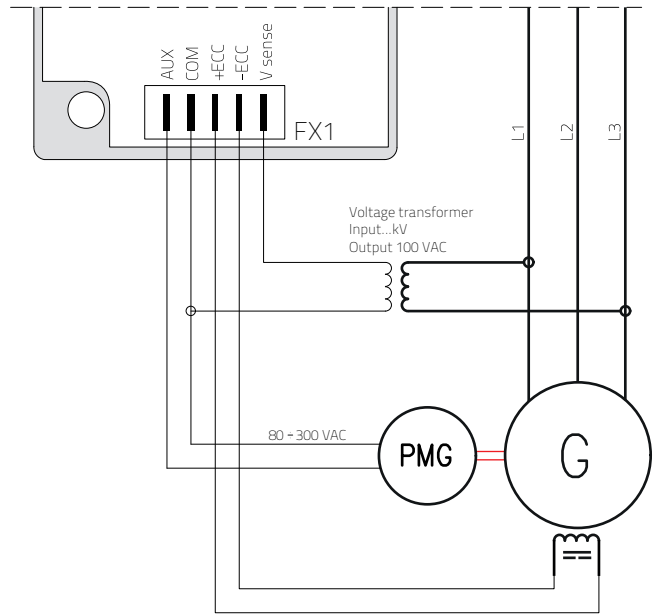 AUX
COM
+ECC
-ECC
V sense
FX1
L1
L2
L3
Voltage transformer
Input...kV
Output 100 VAC
80 - 300 VAC
PMG
G